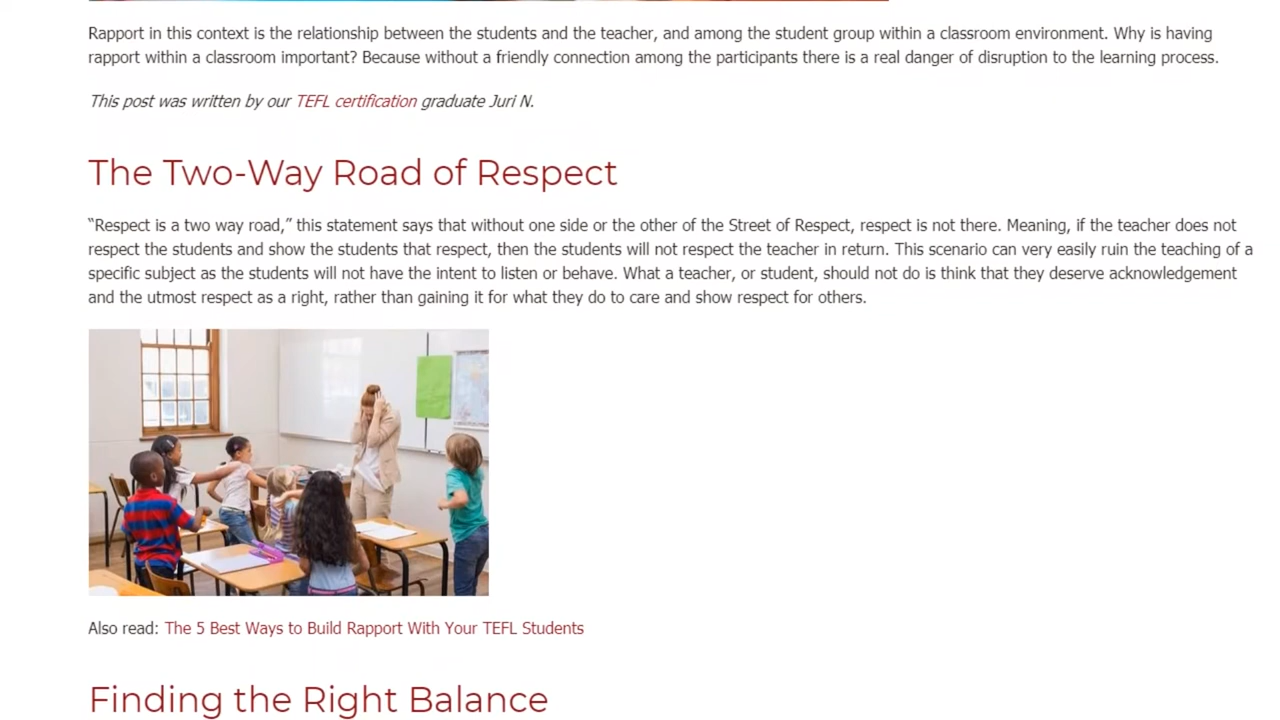 Rapport in this context is the relationship between the students and the teacher, and among the student group within a classroom environment. Why is having
rapport within a classroom important? Because without a friendly connection among the participants there is a real danger of disruption to the learning process.
This post was written by our TEFL certification graduate Juri N.
The Two-Way Road of Respect
“Respect is a two way road,” this statement says that without one side or the other of the Street of Respect, respect is not there. Meaning, if the teacher does not
respect the students and show the students that respect, then the students will not respect the teacher in return. This scenario can very easily ruin the teaching of a
specific subject as the students will not have the intent to listen or behave. What a teacher, or student, should not do is think that they deserve acknowledgement
and the utmost respect as a right, rather than gaining it for what they do to care and show respect for others.
Also read: The 5 Best Ways to Build Rapport With Your TEFL Students
Finding the Right Balance